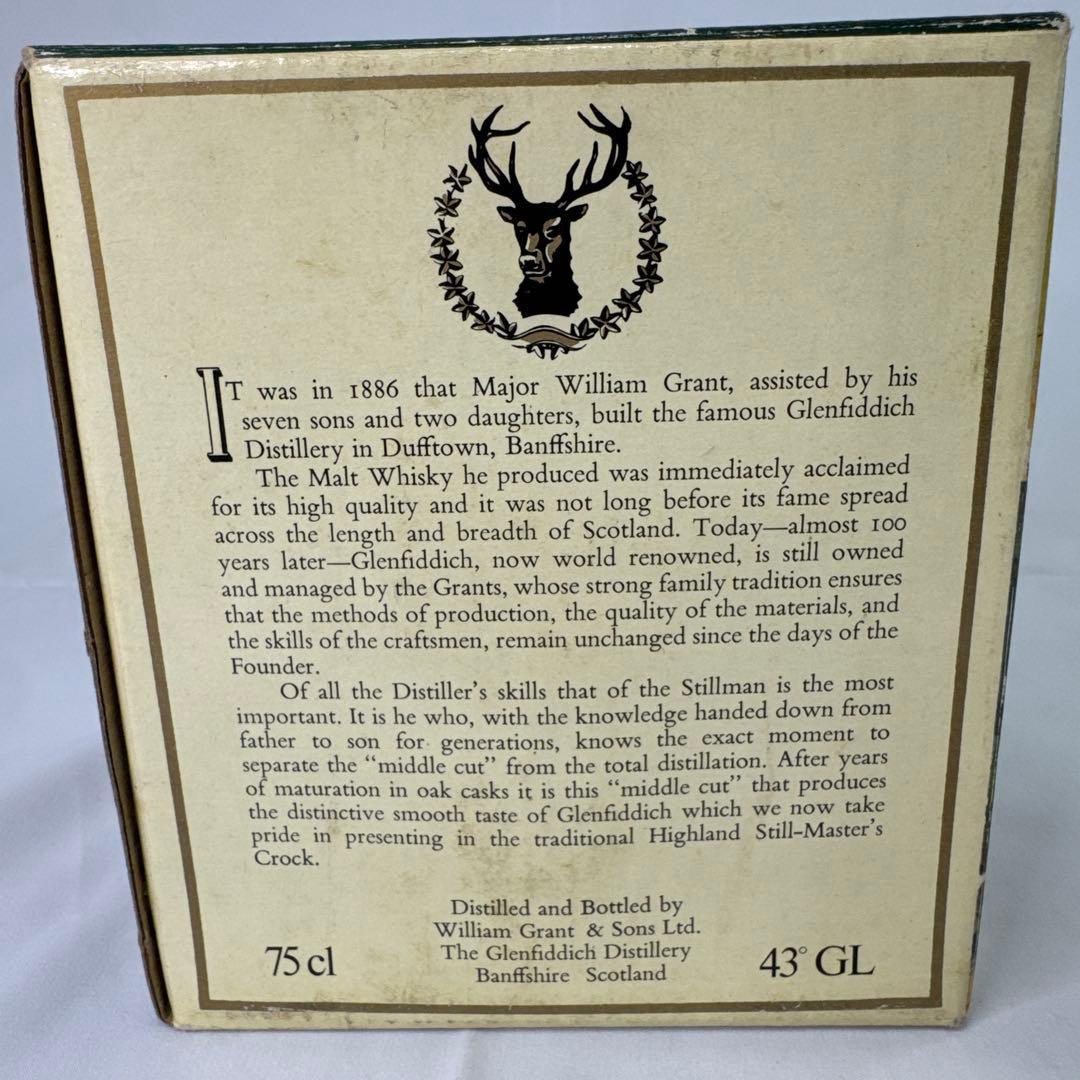 IT was in 1886 that Major William Grant, assisted by his
seven sons and two daughters, built the famous Glenfiddich
Distillery in Dufftown, Banffshire.
The Malt Whisky he produced was immediately acclaimed
for its high quality and it was not long before its fame spread
across the length and breadth of Scotland. Today—almost 100
years later—Glenfiddich, now world renowned, is still owned
and managed by the Grants, whose strong family tradition ensures
that the methods of production, the quality of the materials, and
the skills of the craftsmen, remain unchanged since the days of the
Founder.
Of all the Distiller's skills that of the Stillman is the most
important. It is he who, with the knowledge handed down from
father to son for generations, knows the exact moment to
separate the “middle cut” from the total distillation. After years
of maturation in oak casks it is this “middle cut” that produces
the distinctive smooth taste of Glenfiddich which we now take
pride in presenting in the traditional Highland Still-Master's
Crock.
Distilled and Bottled by
William Grant & Sons Ltd.
The Glenfiddich Distillery
Banffshire Scotland
75 cl
43° GL